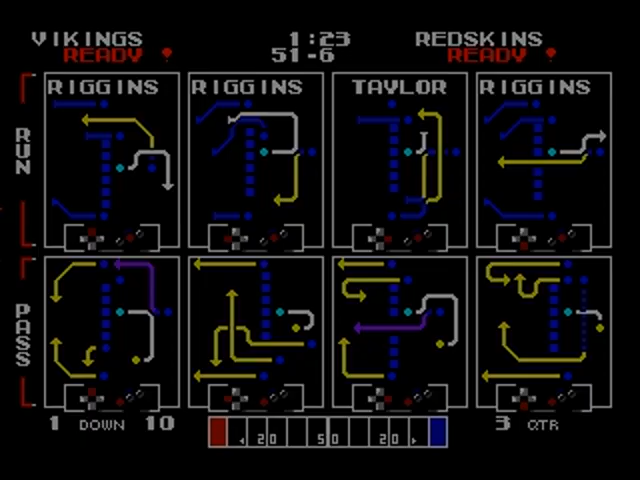 VIKINGS 1:23 REDSKINS
READY ! 51-6 READY !
RIGGINS RIGGINS TAYLOR RIGGINS
RUN
PASS
1 DOWN 10 3 QTR
20 50 20